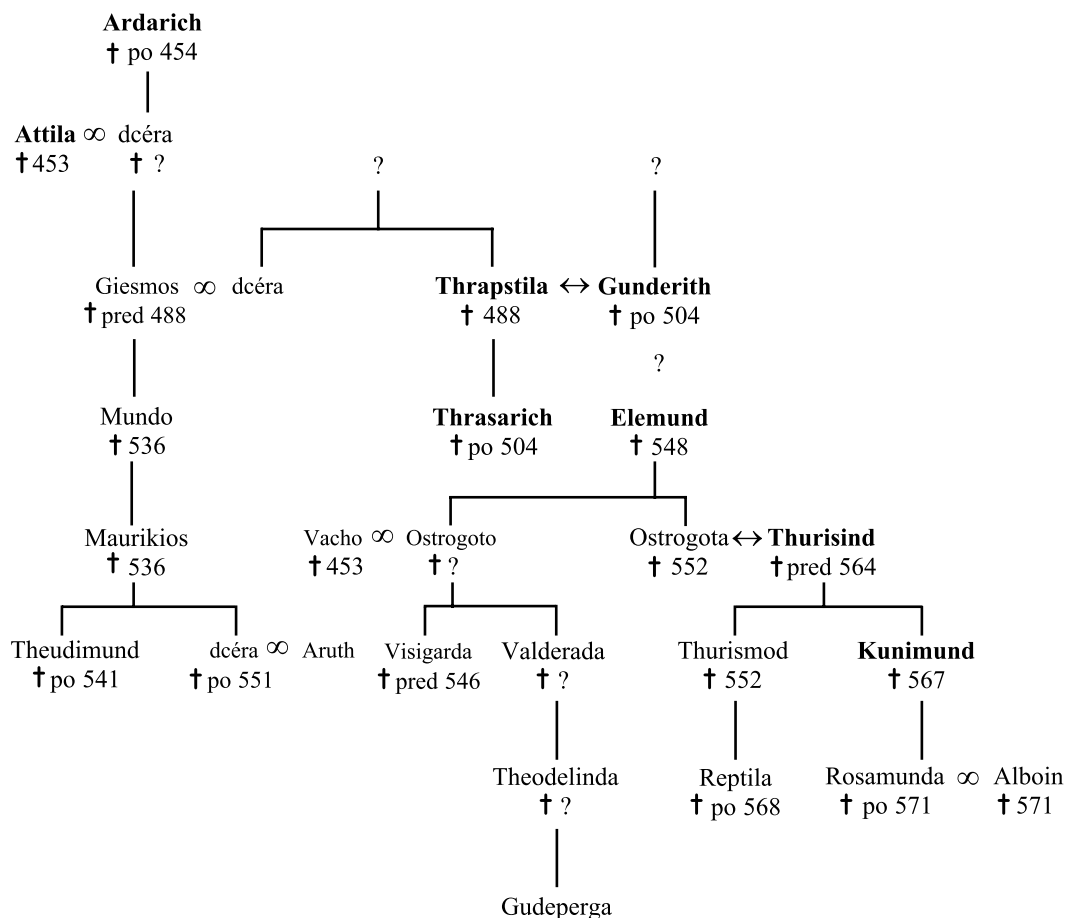 Ardarich
† po 454
Attila ∞ dcéra
†453 † ?
? ?
Giesmos ∞ dcéra Thrapstila ↔ Gunderith
†pred 488 † 488 † po 504
?
Mundo Thrasarich Elemund
† 536 † po 504 † 548
Maurikios Vacho ∞ Ostrogoto Ostrogota ↔ Thurisind
† 536 †453 † ? † 552 †pred 564
Theudimund dcéra ∞ Aruth Visigarda Valderada Thurismod Kunimund
† po 541 † po 551 †pred 546 † ? † 552 † 567
Theodelinda Reptila Rosamunda ∞ Alboin
† ? † po 568 † po 571 †571
Gudeperga